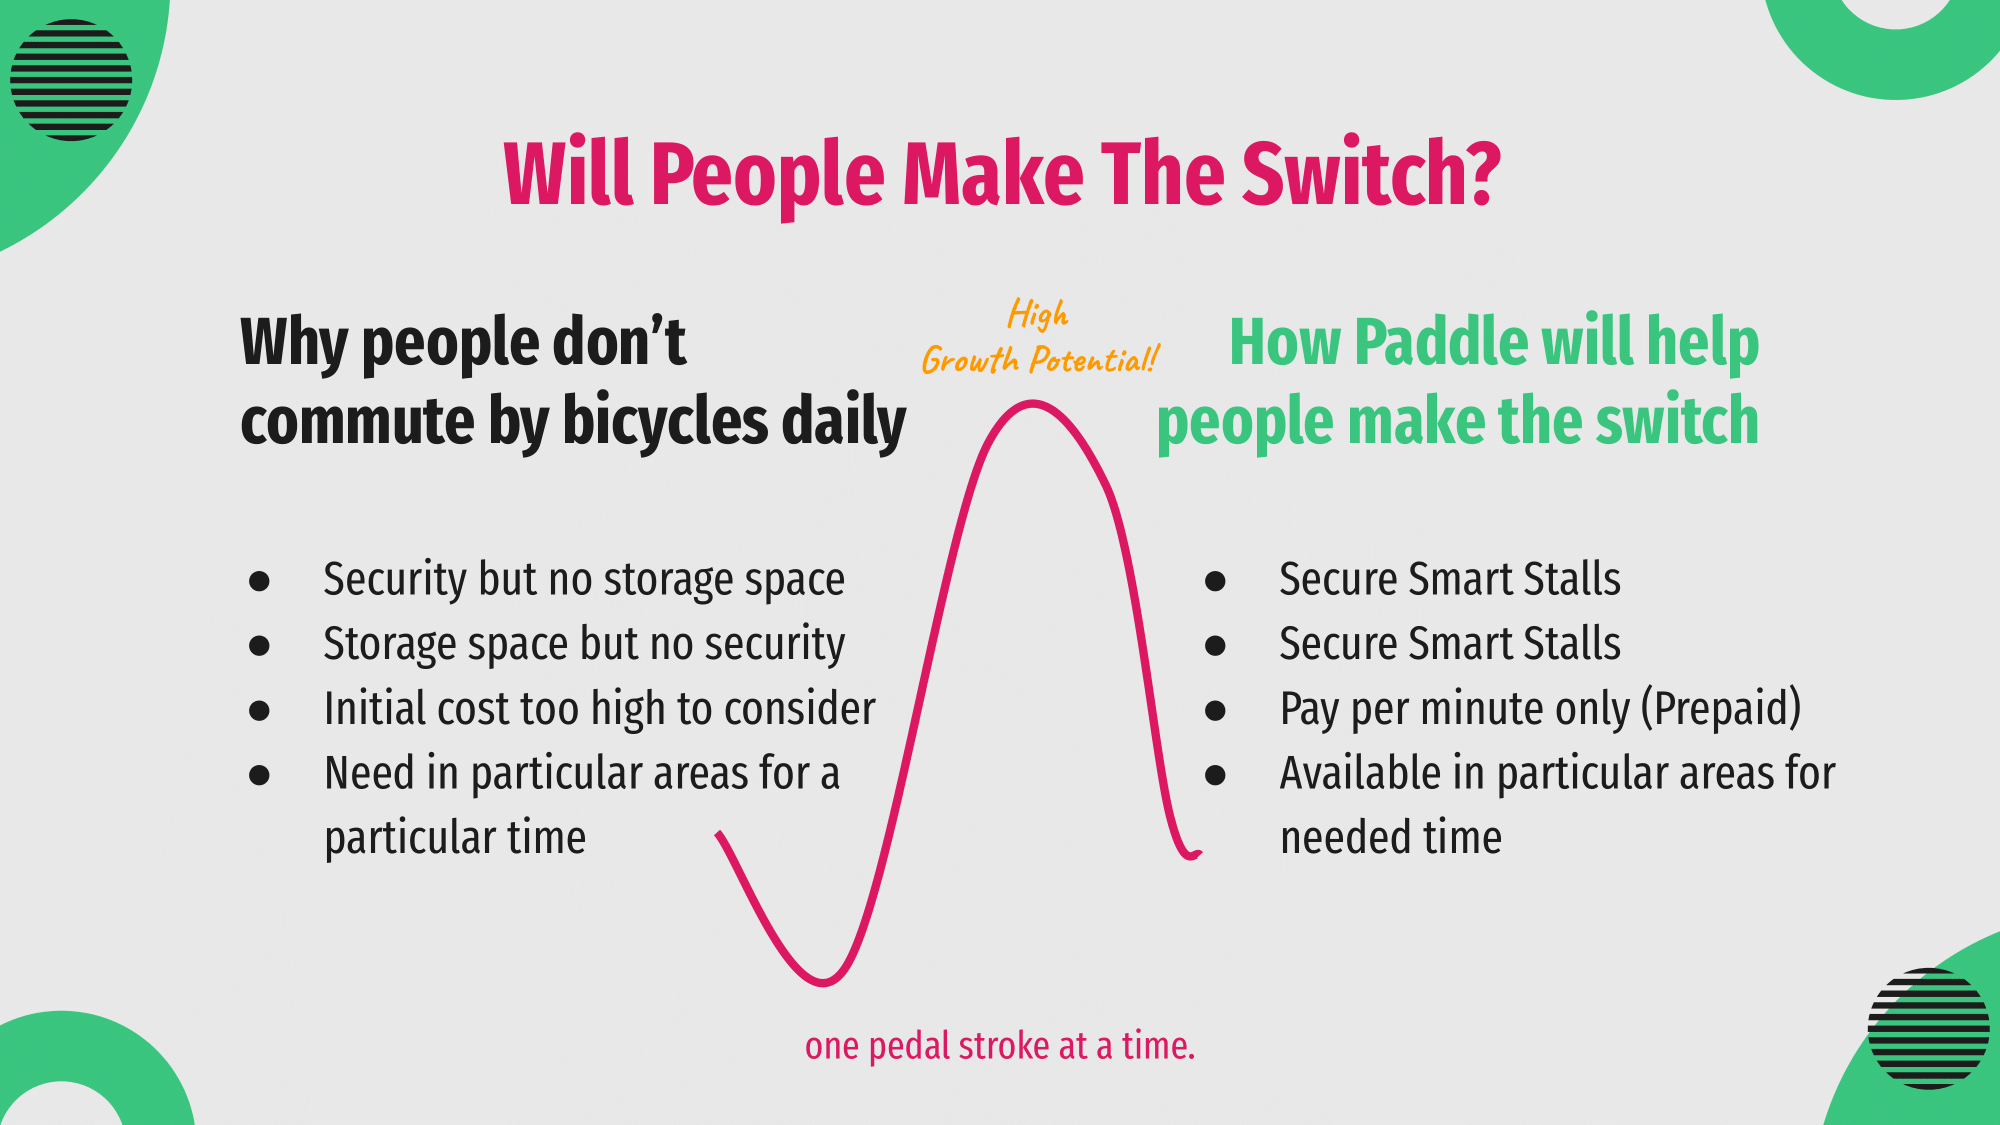 Will People Make The Switch?
Why people don’t
commute by bicycles daily
● Security but no storage space
● Storage space but no security
● Initial cost too high to consider
● Need in particular areas for a
particular time
High
Growth Potential!
How Paddle will help
people make the switch
● Secure Smart Stalls
● Secure Smart Stalls
● Pay per minute only (Prepaid)
● Available in particular areas for
needed time
one pedal stroke at a time.